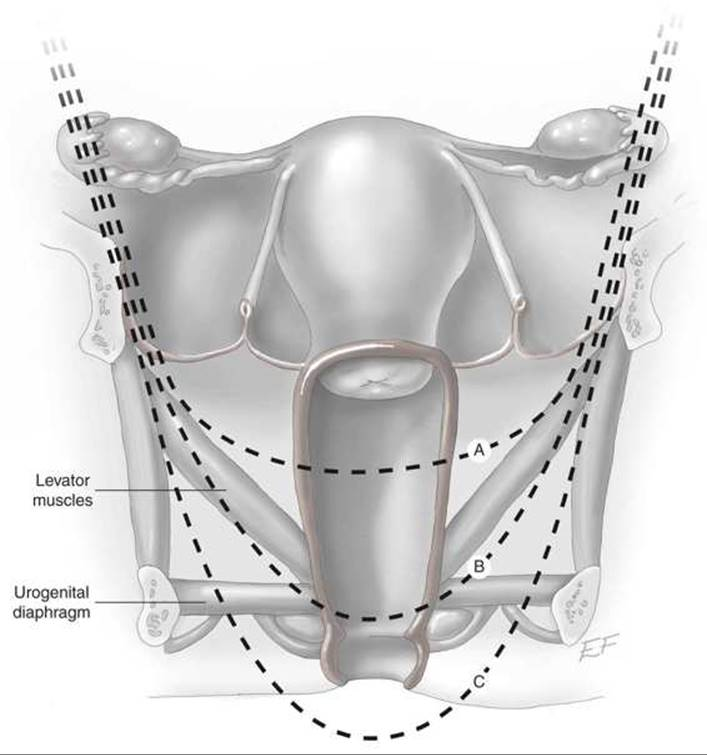 A
Levator
muscles
B
Urogenital
diaphragm
EF
C